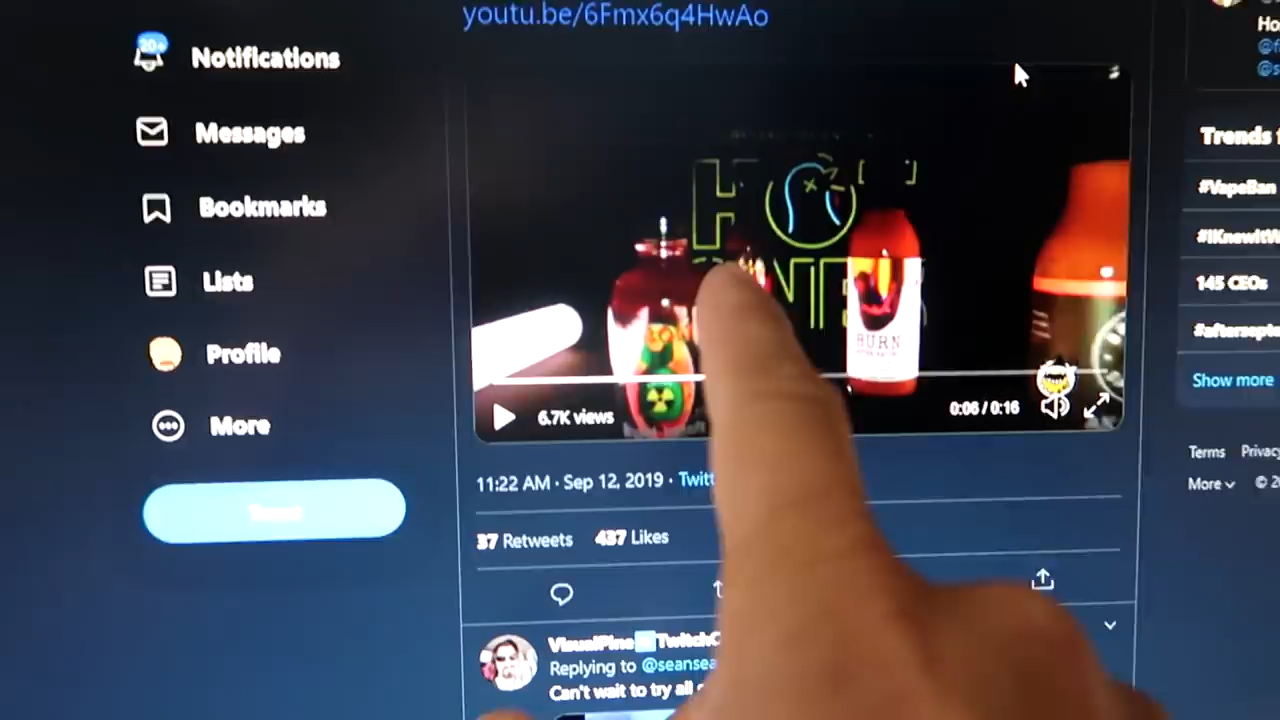 youtu.be/6Fmx6q4HwAo
20+
Notifications
Messages
Bookmarks
Lists
Profile
More
BURN
6.7K views
0:06 / 0:16
11:22 AM · Sep 12, 2019 ·
37 Retweets 437 Likes
Replying to
Can't wait to try all
Trends
#VapeBan
145 CEOs
Show more
Terms
More